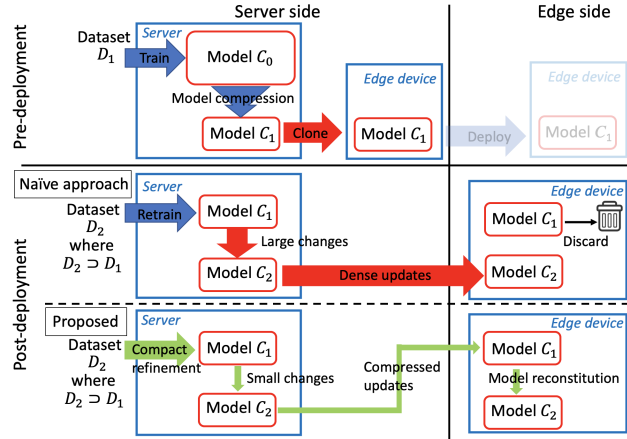 Server side
Edge side
Pre-deployment
Dataset
D₁
Server
Train
Model C₀
Model compression
Model C₁
Clone
Edge device
Model C₁
Deploy
Edge device
Model C₁
Post-deployment
Naïve approach
Dataset
D₂
where
D₂ ⊃ D₁
Server
Retrain
Model C₁
Large changes
Model C₂
Dense updates
Edge device
Model C₁
Discard
Model C₂
Proposed
Dataset
D₂
where
D₂ ⊃ D₁
Server
Compact
refinement
Model C₁
Small changes
Model C₂
Compressed
updates
Edge device
Model C₁
Model reconstitution
Model C₂